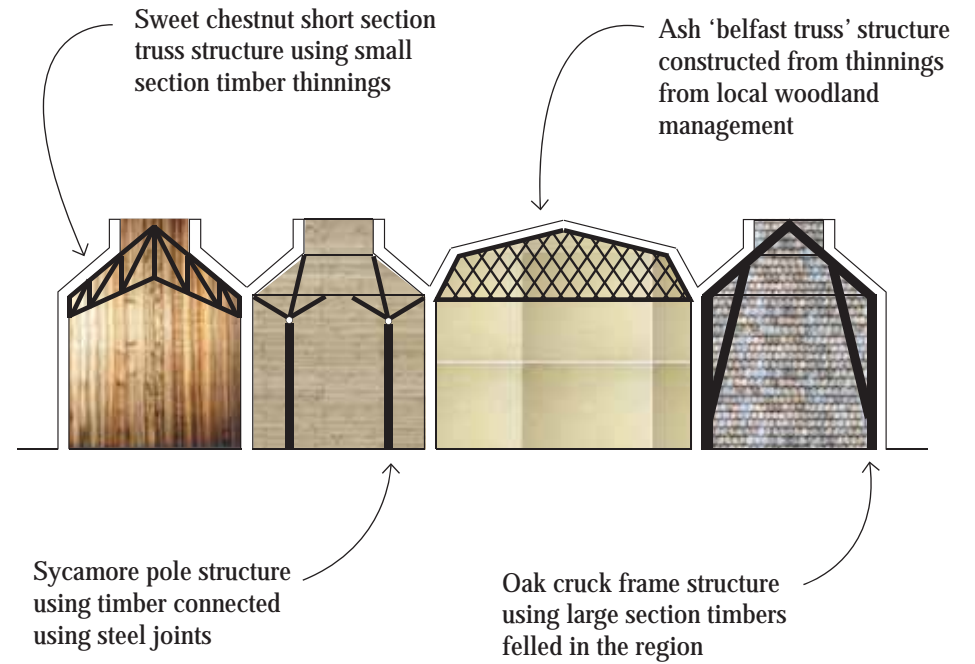 Sweet chestnut short section
truss structure using small
section timber thinnings
Ash ‘belfast truss’ structure
constructed from thinnings
from local woodland
management
Sycamore pole structure
using timber connected
using steel joints
Oak cruck frame structure
using large section timbers
felled in the region